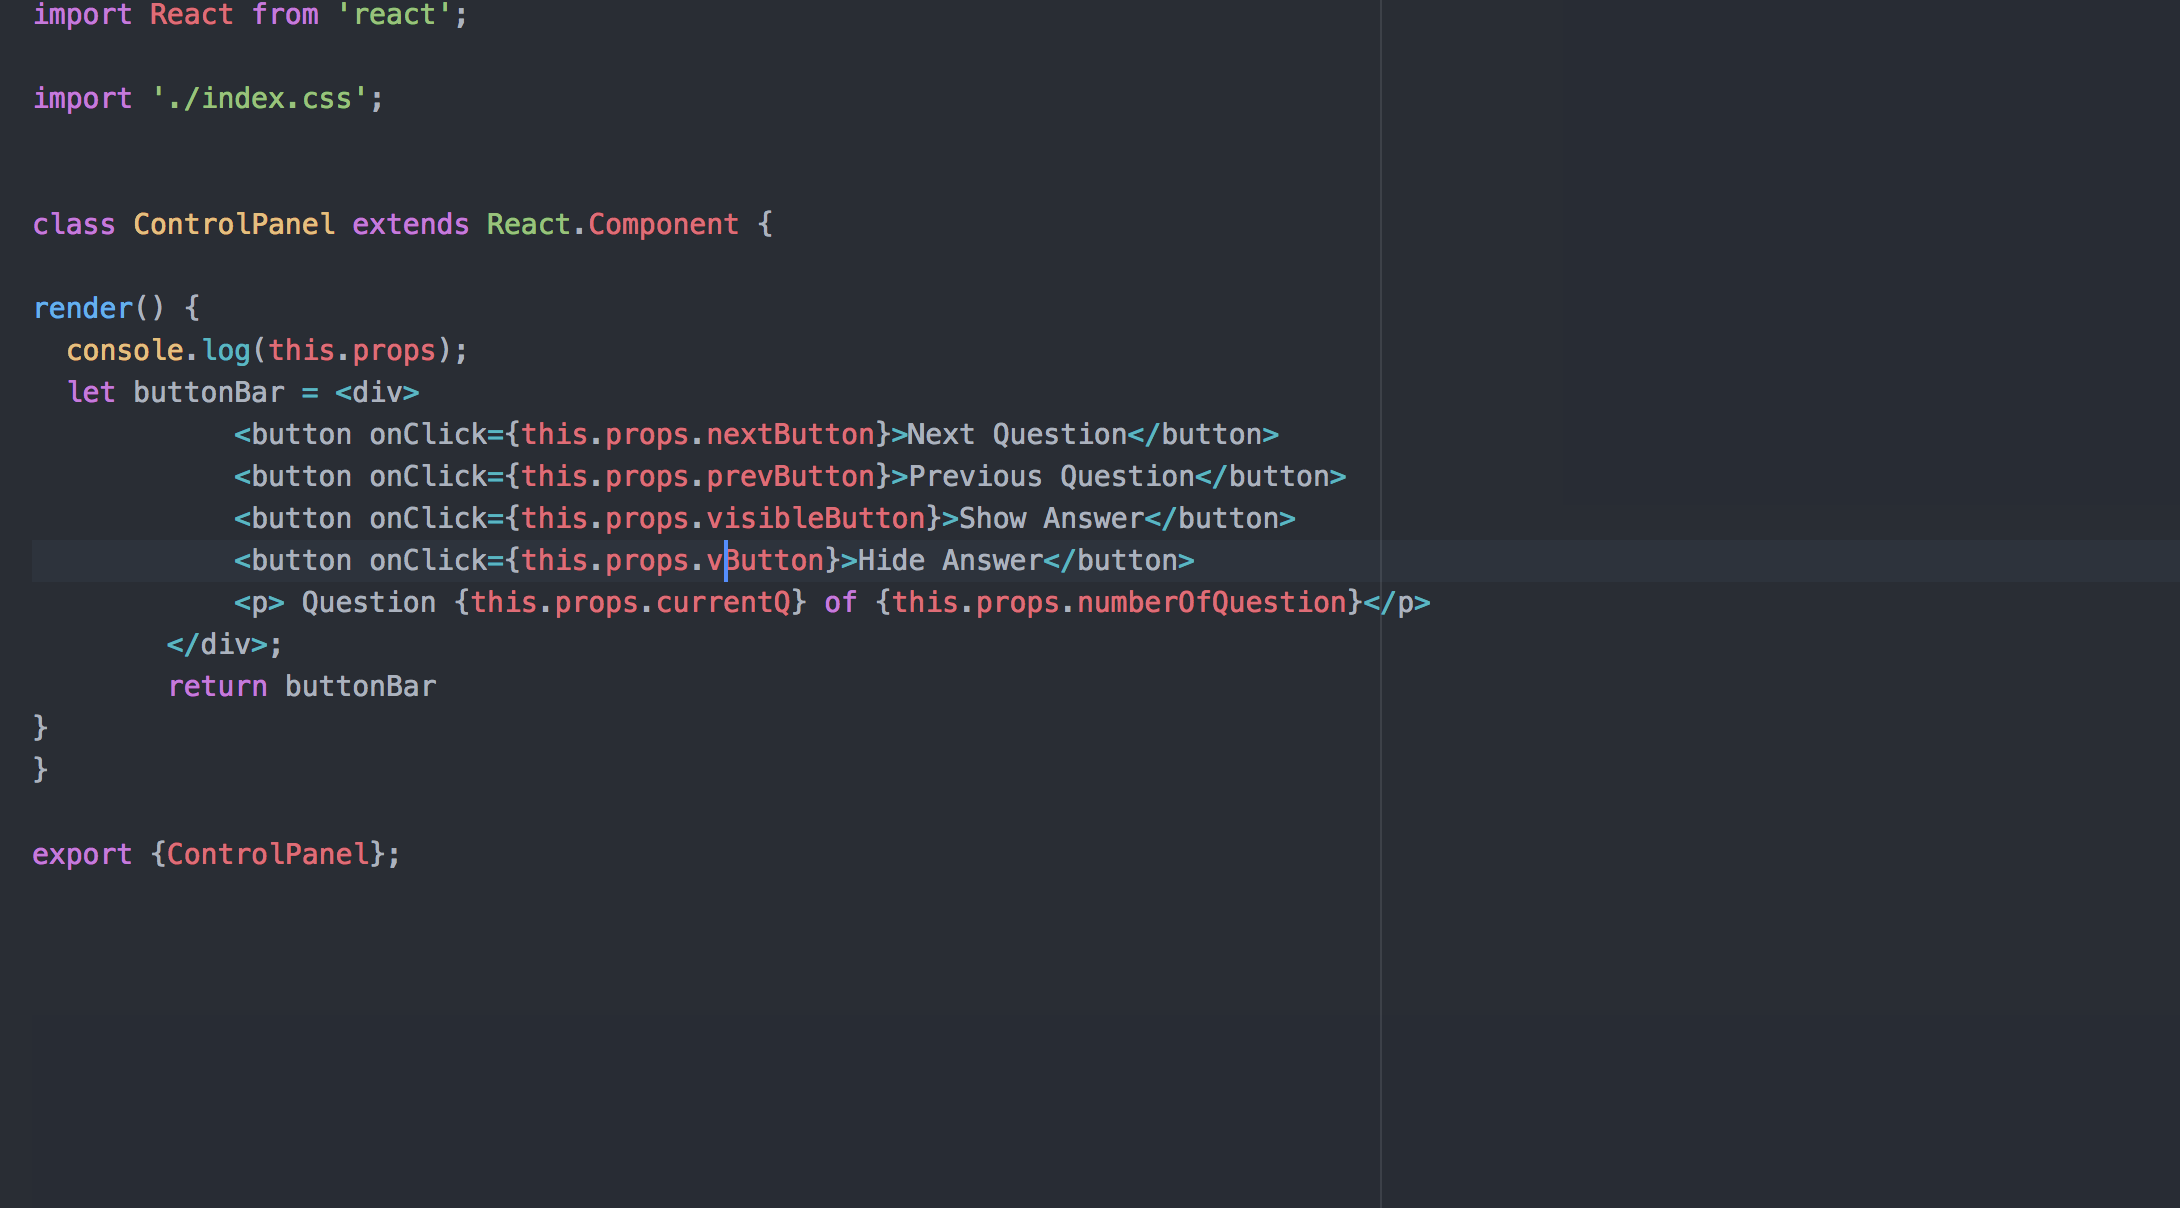 import React from 'react';
import './index.css';
class ControlPanel extends React.Component {
render() {
console.log(this.props);
let buttonBar = <div>
<button onClick={this.props.nextButton}>Next Question</button>
<button onClick={this.props.prevButton}>Previous Question</button>
<button onClick={this.props.visibleButton}>Show Answer</button>
<button onClick={this.props.vButton}>Hide Answer</button>
<p> Question {this.props.currentQ} of {this.props.numberOfQuestion}</p>
</div>;
return buttonBar
}
}
export {ControlPanel};